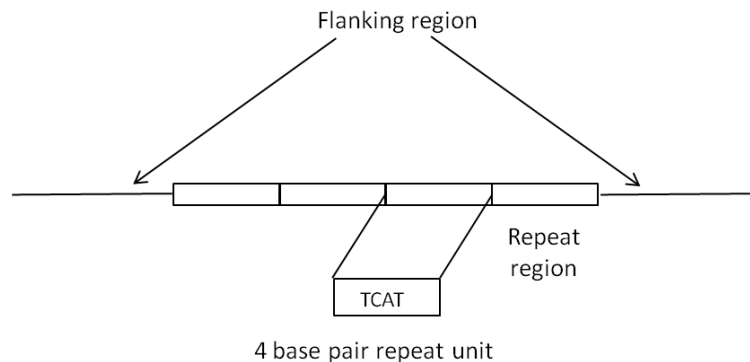 Flanking region
Repeat
region
TCAT
4 base pair repeat unit